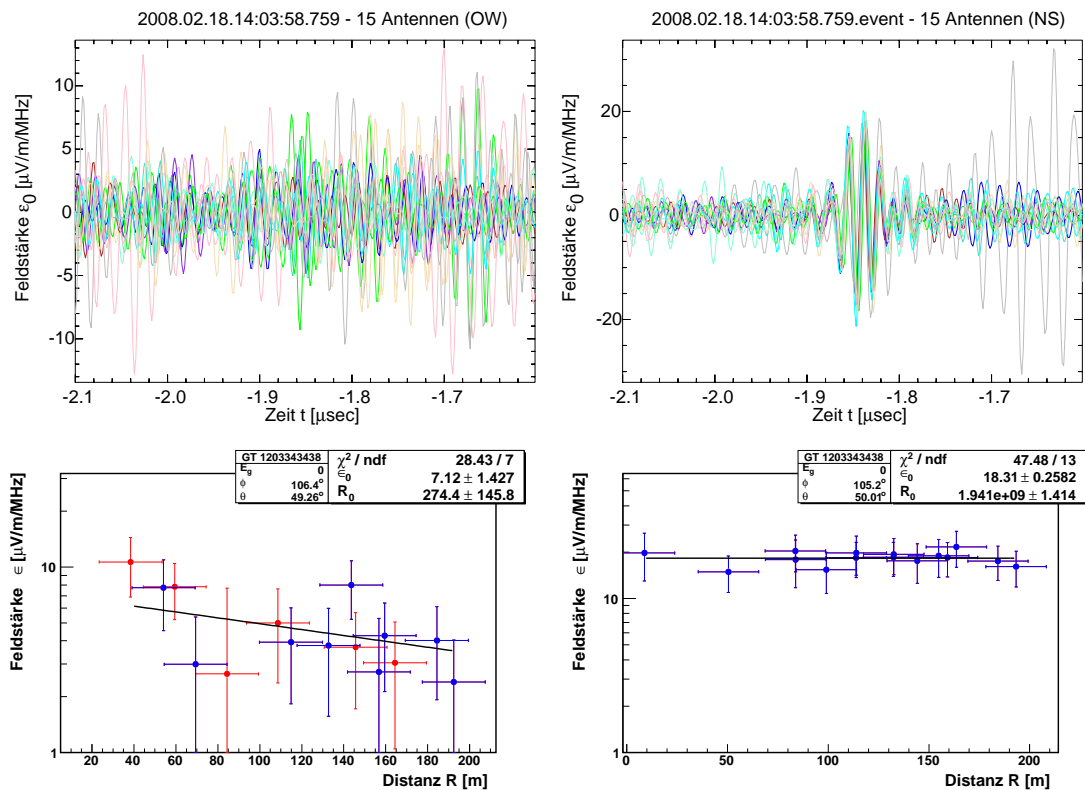 2008.02.18.14:03:58.759 - 15 Antennen (OW)
Feldstärke ε0 [μV/m/MHz]
10
5
0
-5
-10
-2.1 -2.0 -1.9 -1.8 -1.7
Zeit t [μsec]
2008.02.18.14:03:58.759.event - 15 Antennen (NS)
Feldstärke ε0 [μV/m/MHz]
20
0
-20
-2.1 -2.0 -1.9 -1.8 -1.7
Zeit t [μsec]
GT 1203343438
Eg 0
ϕ 106.4°
θ 49.26°
χ² / ndf 28.43 / 7
ε0 7.12 ± 1.427
R0 274.4 ± 145.8
Feldstärke ∈ [μV/m/MHz]
10
1
20 40 60 80 100 120 140 160 180 200
Distanz R [m]
GT 1203343438
Eg 0
ϕ 105.2°
θ 50.01°
χ² / ndf 47.48 / 13
ε0 18.31 ± 0.2582
R0 1.941e+09 ± 1.414
Feldstärke ∈ [μV/m/MHz]
10
1
0 50 100 150 200
Distanz R [m]